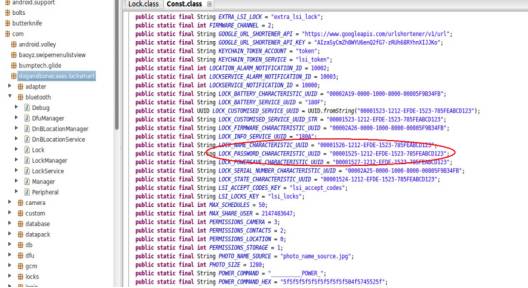 android.support
bolts
butterknife
com
android.volley
baoyz.swipemenulistview
bumptech.glide
adapter
bluetooth
Debug
DfuManager
DnBLocationManager
DnBLocationService
Lock
LockManager
LockService
Manager
Peripheral
camera
custom
database
datapack
db
dfu
gcm
locks
Lock.class Const.class
public static final String EXTRA_LSI_LOCK = "extra_lsi_lock";
public static final int FIRMWARE_CHANNEL = 2;
public static final String GOOGLE_URL_SHORTENER_API = "https://www.googleapis.com/urlshortener/v1/url";
public static final String GOOGLE_URL_SHORTENER_API_KEY =
public static final String KEYCHAIN_TOKEN_ACCOUNT = "token";
public static final String KEYCHAIN_TOKEN_SERVICE = "lsi_token";
public static final int LOCATION_ALARM_NOTIFICATION_ID = 10002;
public static final int LOCKSERVICE_ALARM_NOTIFICATION_ID = 10003;
public static final int LOCKSERVICE_NOTIFICATION_ID = 10000;
public static final String LOCK_BATTERY_CHARACTERISTIC_UUID = "00002A19-0000-1000-8000-00805F9B34FB";
public static final String LOCK_BATTERY_SERVICE_UUID = "180F";
public static final UUID LOCK_CUSTOMISED_SERVICE_UUID = UUID.fromString("00001523-1212-EFDE-1523-785FEABCD123");
public static final String LOCK_CUSTOMISED_SERVICE_UUID_STR = "00001523-1212-EFDE-1523-785FEABCD123";
public static final String LOCK_FIRMWARE_CHARACTERISTIC_UUID = "00002A26-0000-1000-8000-00805F9B34FB";
public static final String LOCK_INFO_SERVICE_UUID = "180A";
public static final String LOCK_NAME_CHARACTERISTIC_UUID = "00001526-1212-EFDE-1523-785FEABCD123";
public static final String LOCK_PASSWORD_CHARACTERISTIC_UUID = "00001525-1212-EFDE-1523-785FEABCD123";
public static final String LOCK_POWERSAVE_CHARACTERISTIC_UUID = "00001527-1212-EFDE-1523-785FEABCD123";
public static final String LOCK_SERIAL_NUMBER_CHARACTERISTIC_UUID = "00002A25-0000-1000-8000-00805F9B34FB";
public static final String LOCK_STATE_CHARACTERISTIC_UUID = "00001524-1212-EFDE-1523-785FEABCD123";
public static final String LSI_ACCEPT_CODES_KEY = "lsi_accept_codes";
public static final String LSI_LOCKS_KEY = "lsi_locks";
public static final int MAX_SCHEDULES = 50;
public static final int MAX_SHARE_USER = 2147483647;
public static final int PERMISSIONS_CAMERA = 3;
public static final int PERMISSIONS_CONTACTS = 2;
public static final int PERMISSIONS_LOCATION = 0;
public static final int PERMISSIONS_STORAGE = 1;
public static final String PHOTO_NAME_SOURCE = "photo_name_source.jpg";
public static final int PHOTO_SIZE = 1280;
public static final String POWER_COMMAND = "__________POWER_";
public static final String POWER_COMMAND_HEX =